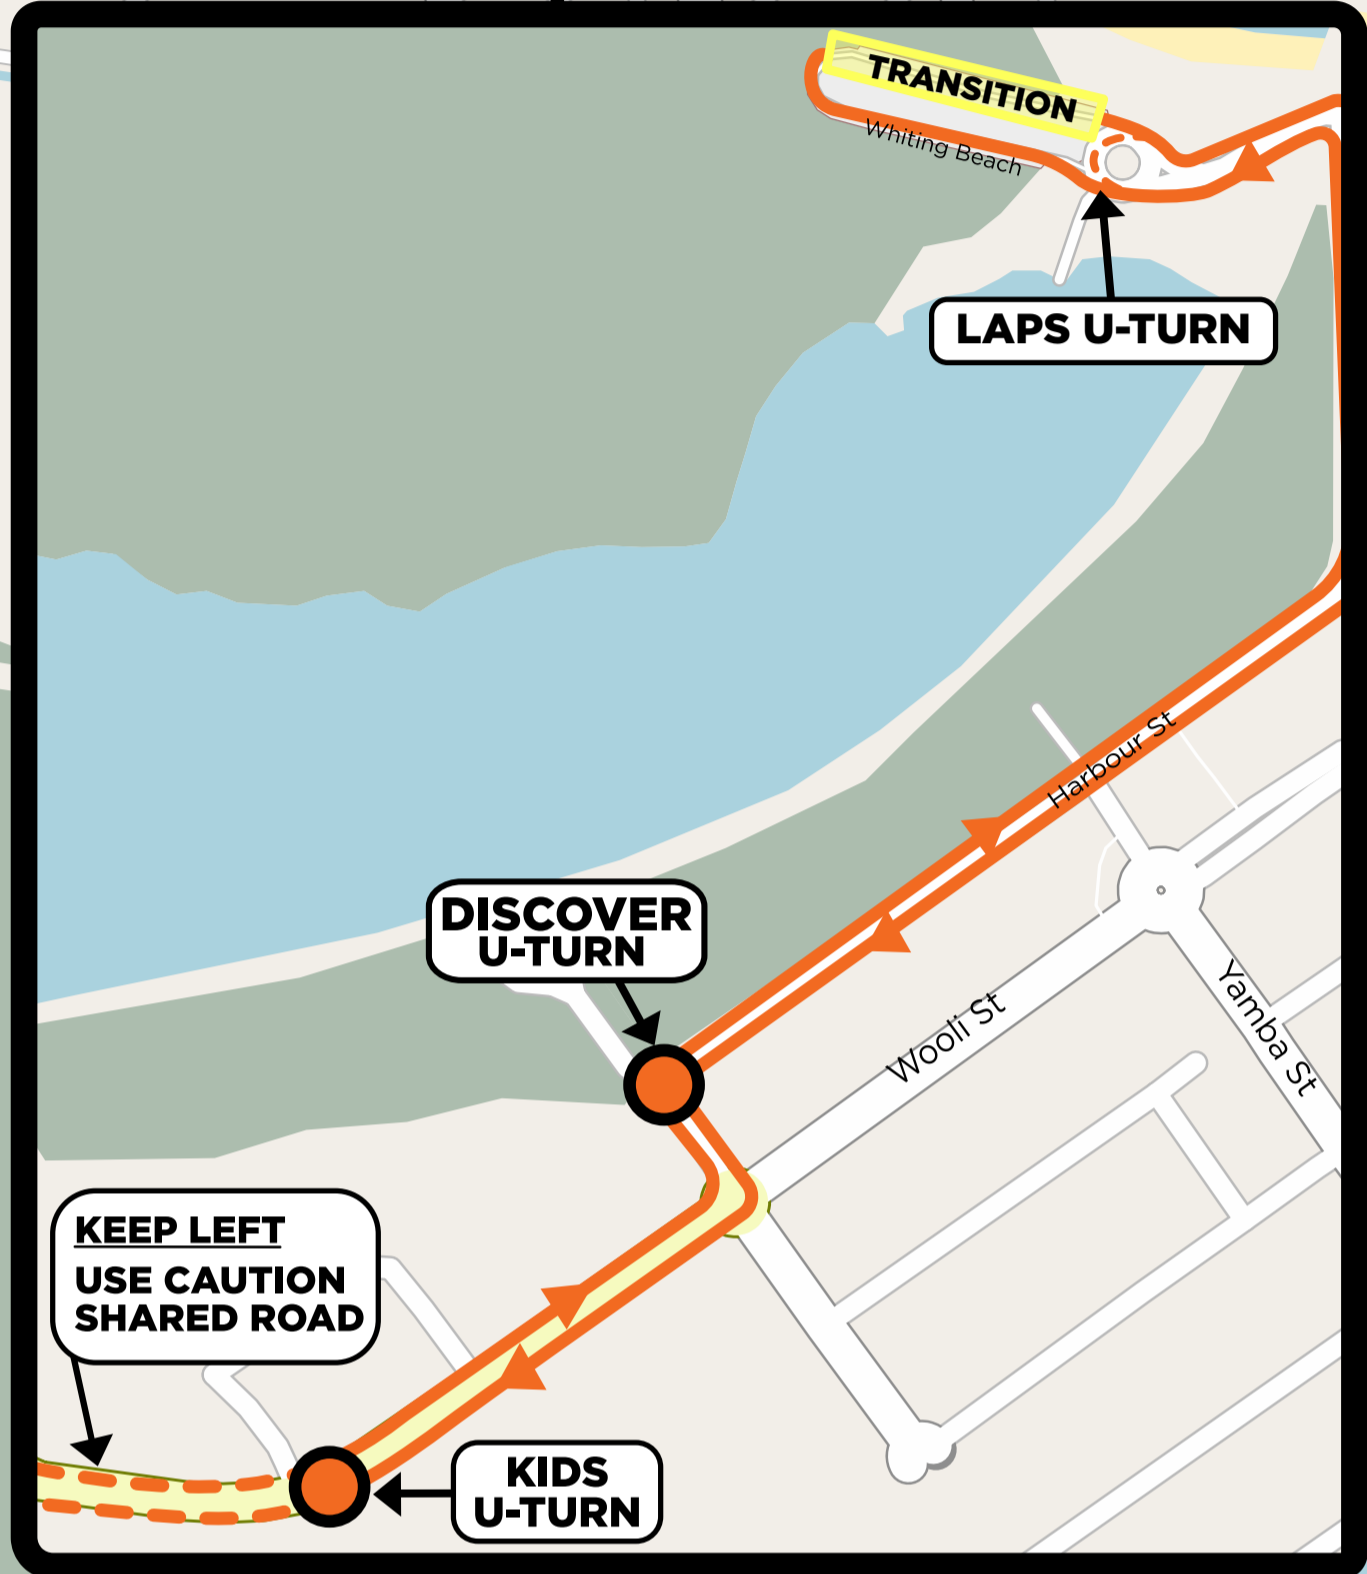 TRANSITION
Whiting Beach
LAPS U-TURN
Harbour St
DISCOVER
U-TURN
Wooli St
Yamba St
KEEP LEFT
USE CAUTION
SHARED ROAD
KIDS
U-TURN